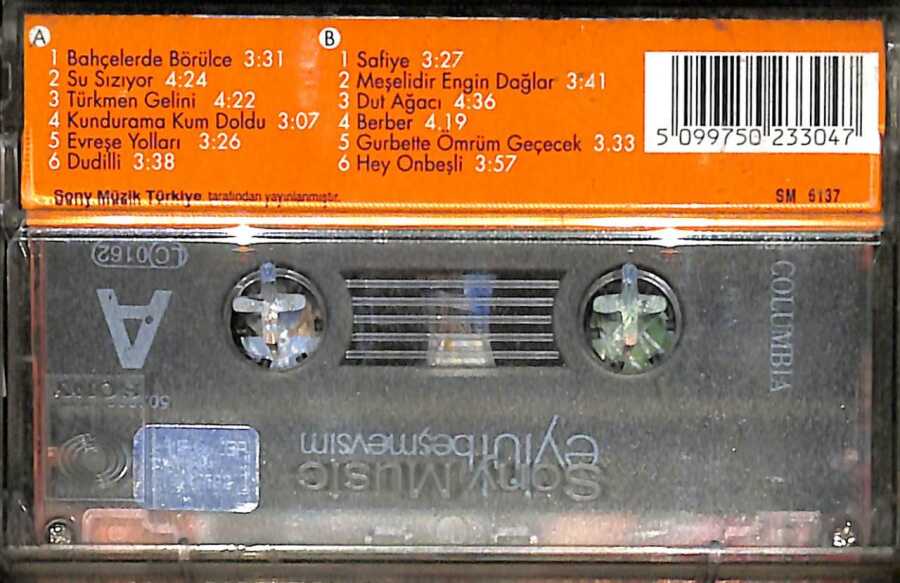 A
1 Bahçelerde Börülce 3:31
2 Su Sızıyor 4:24
3 Türkmen Gelini 4:22
4 Kundurama Kum Doldu 3:07
5 Evreşe Yolları 3:26
6 Dudilli 3:38
B
1 Safiye 3:27
2 Meşelidir Engin Dağlar 3:41
3 Dut Ağacı 4:36
4 Berber 4.19
5 Gurbette Ömrüm Geçecek 3.33
6 Hey Onbeşli 3:57
5 099750 233047
Sony Müzik Türkiye tarafından yayınlanmıştır.
SM 6137
LC 0162
A
COLUMBIA
eylülbeşmevsim
Sony Music